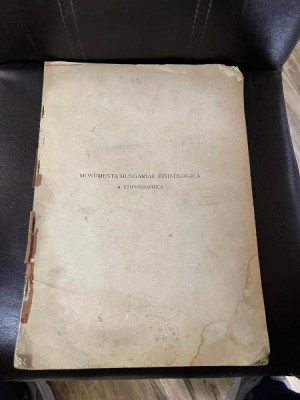 MONUMENTA HUNGARIAE ETHNOLOGICA
& ETHNOGRAPHICA